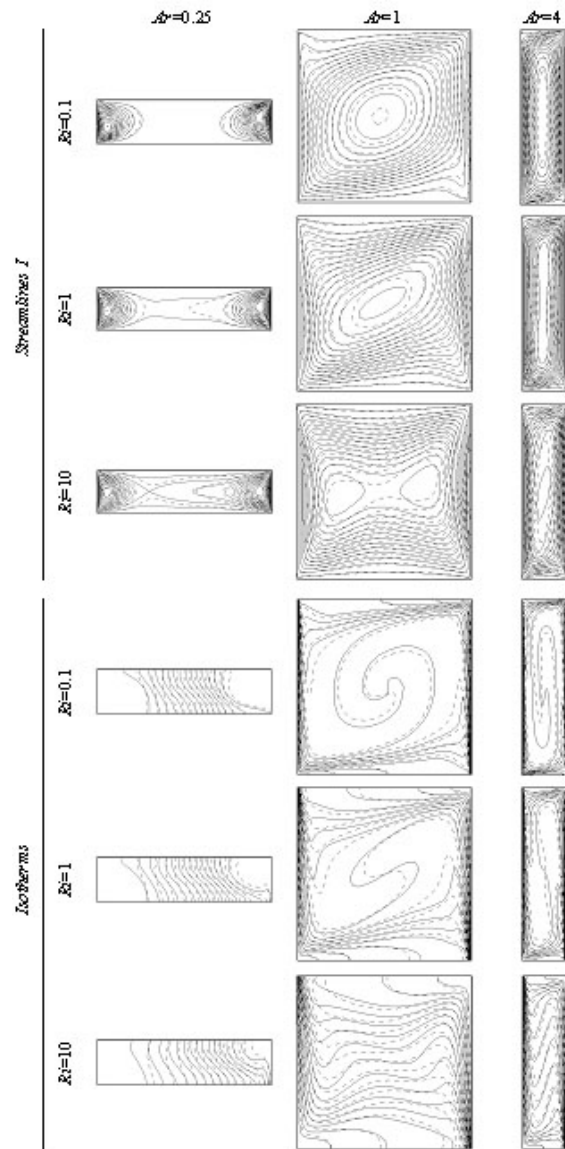 Ar=0.25 Ar=1 Ar=4
Streamlines I
Ri=0.1
Ri=1
Ri=10
Isotherms
Ri=0.1
Ri=1
Ri=10